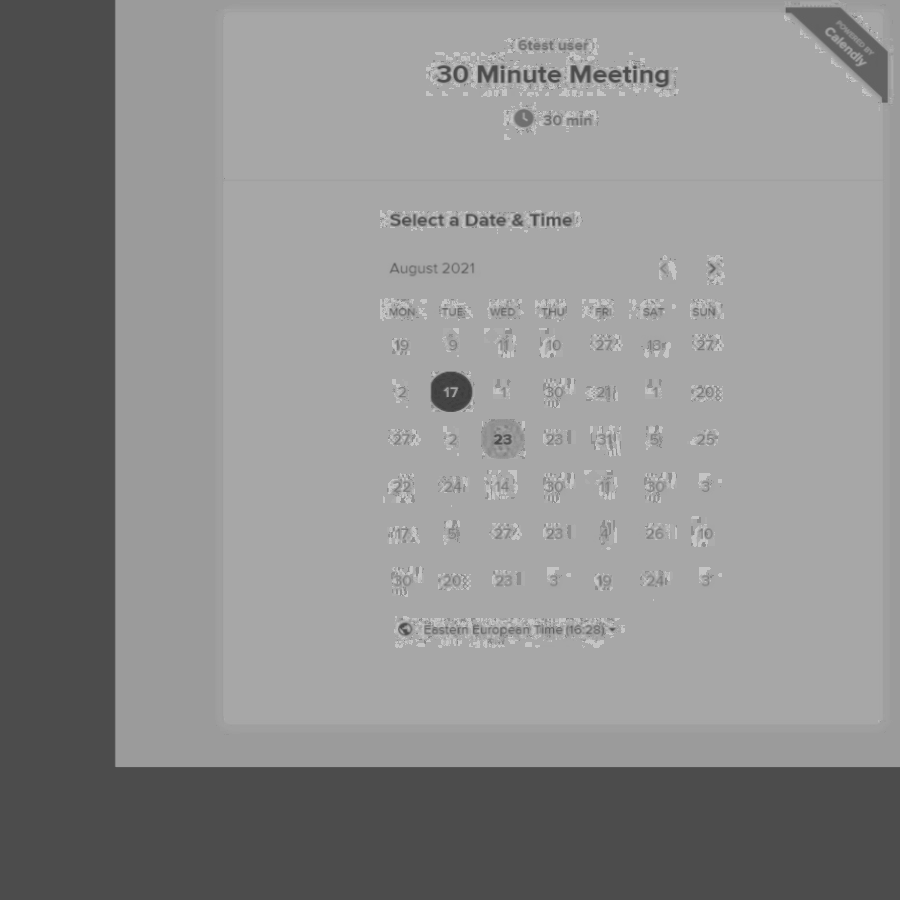 POWERED BY
Calendly
6test user
30 Minute Meeting
30 min
Select a Date & Time
August 2021
MON TUE WED THU FRI SAT SUN
19 9 11 10 27 13 27
2 17 1 30 21 1 20
27 2 23 23 31 5 25
22 24 14 30 11 30 3
17 5 27 23 4 26 10
30 20 23 3 19 24 3
Eastern European Time (16:28)